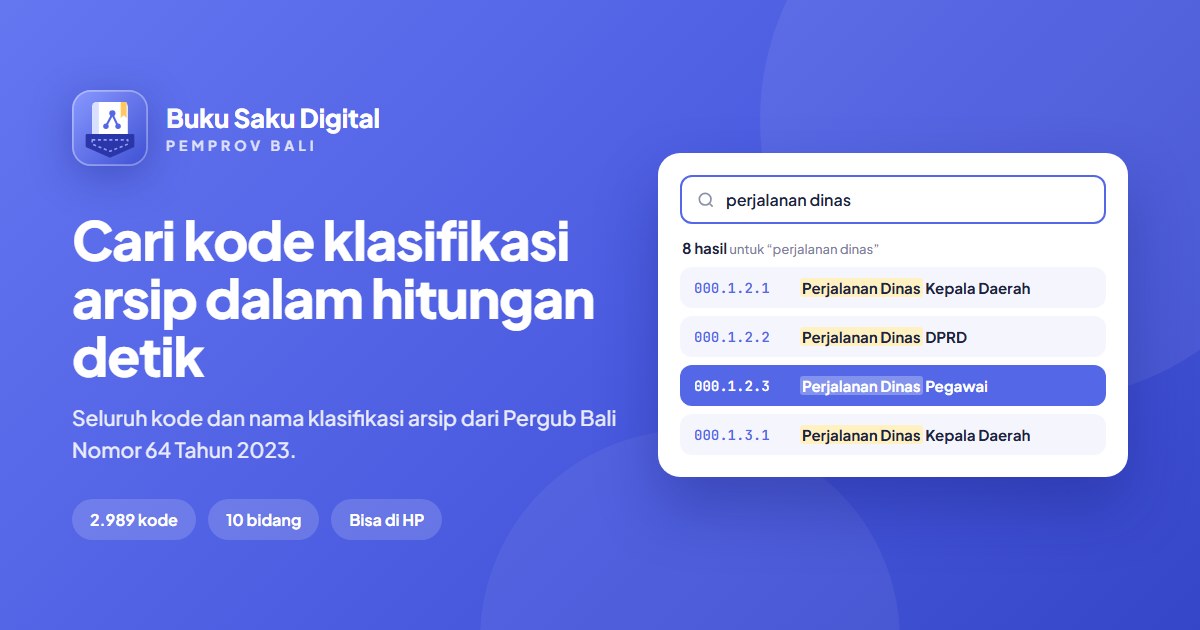 Buku Saku Digital
PEMPROV BALI
Cari kode klasifikasi
arsip dalam hitungan
detik
Seluruh kode dan nama klasifikasi arsip dari Pergub Bali
Nomor 64 Tahun 2023.
2.989 kode
10 bidang
Bisa di HP
perjalanan dinas
8 hasil untuk “perjalanan dinas”
000.1.2.1 Perjalanan Dinas Kepala Daerah
000.1.2.2 Perjalanan Dinas DPRD
000.1.2.3 Perjalanan Dinas Pegawai
000.1.3.1 Perjalanan Dinas Kepala Daerah